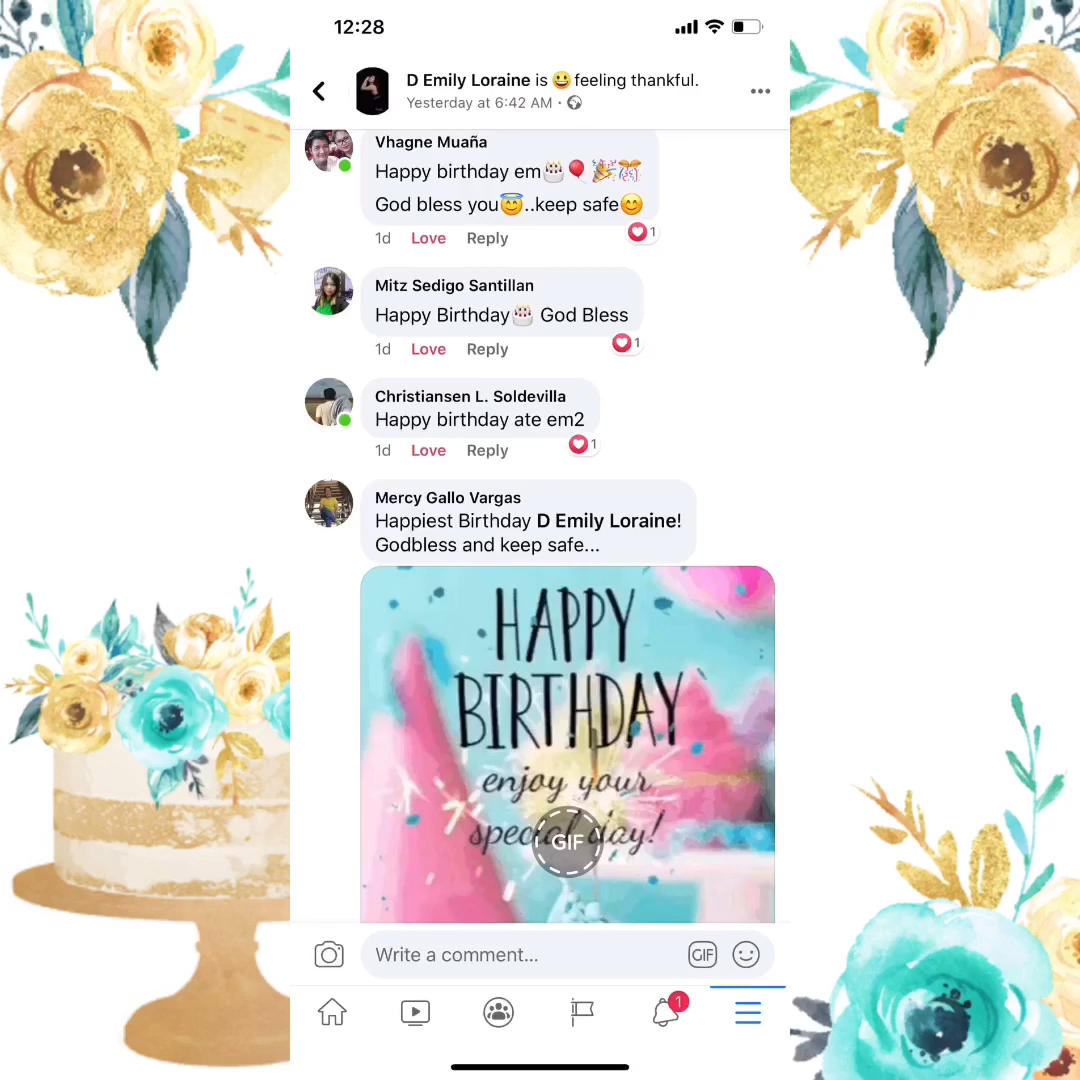 12:28
D Emily Loraine is 😃 feeling thankful.
Yesterday at 6:42 AM ·
Vhagne Muaña
Happy birthday em🎂🎈🎉🎊
God bless you😇..keep safe😊
1d Love Reply 1
Mitz Sedigo Santillan
Happy Birthday🎂 God Bless
1d Love Reply 1
Christiansen L. Soldevilla
Happy birthday ate em2
1d Love Reply 1
Mercy Gallo Vargas
Happiest Birthday D Emily Loraine!
Godbless and keep safe...
HAPPY
BIRTHDAY
enjoy your
special day!
GIF
Write a comment...
GIF
1